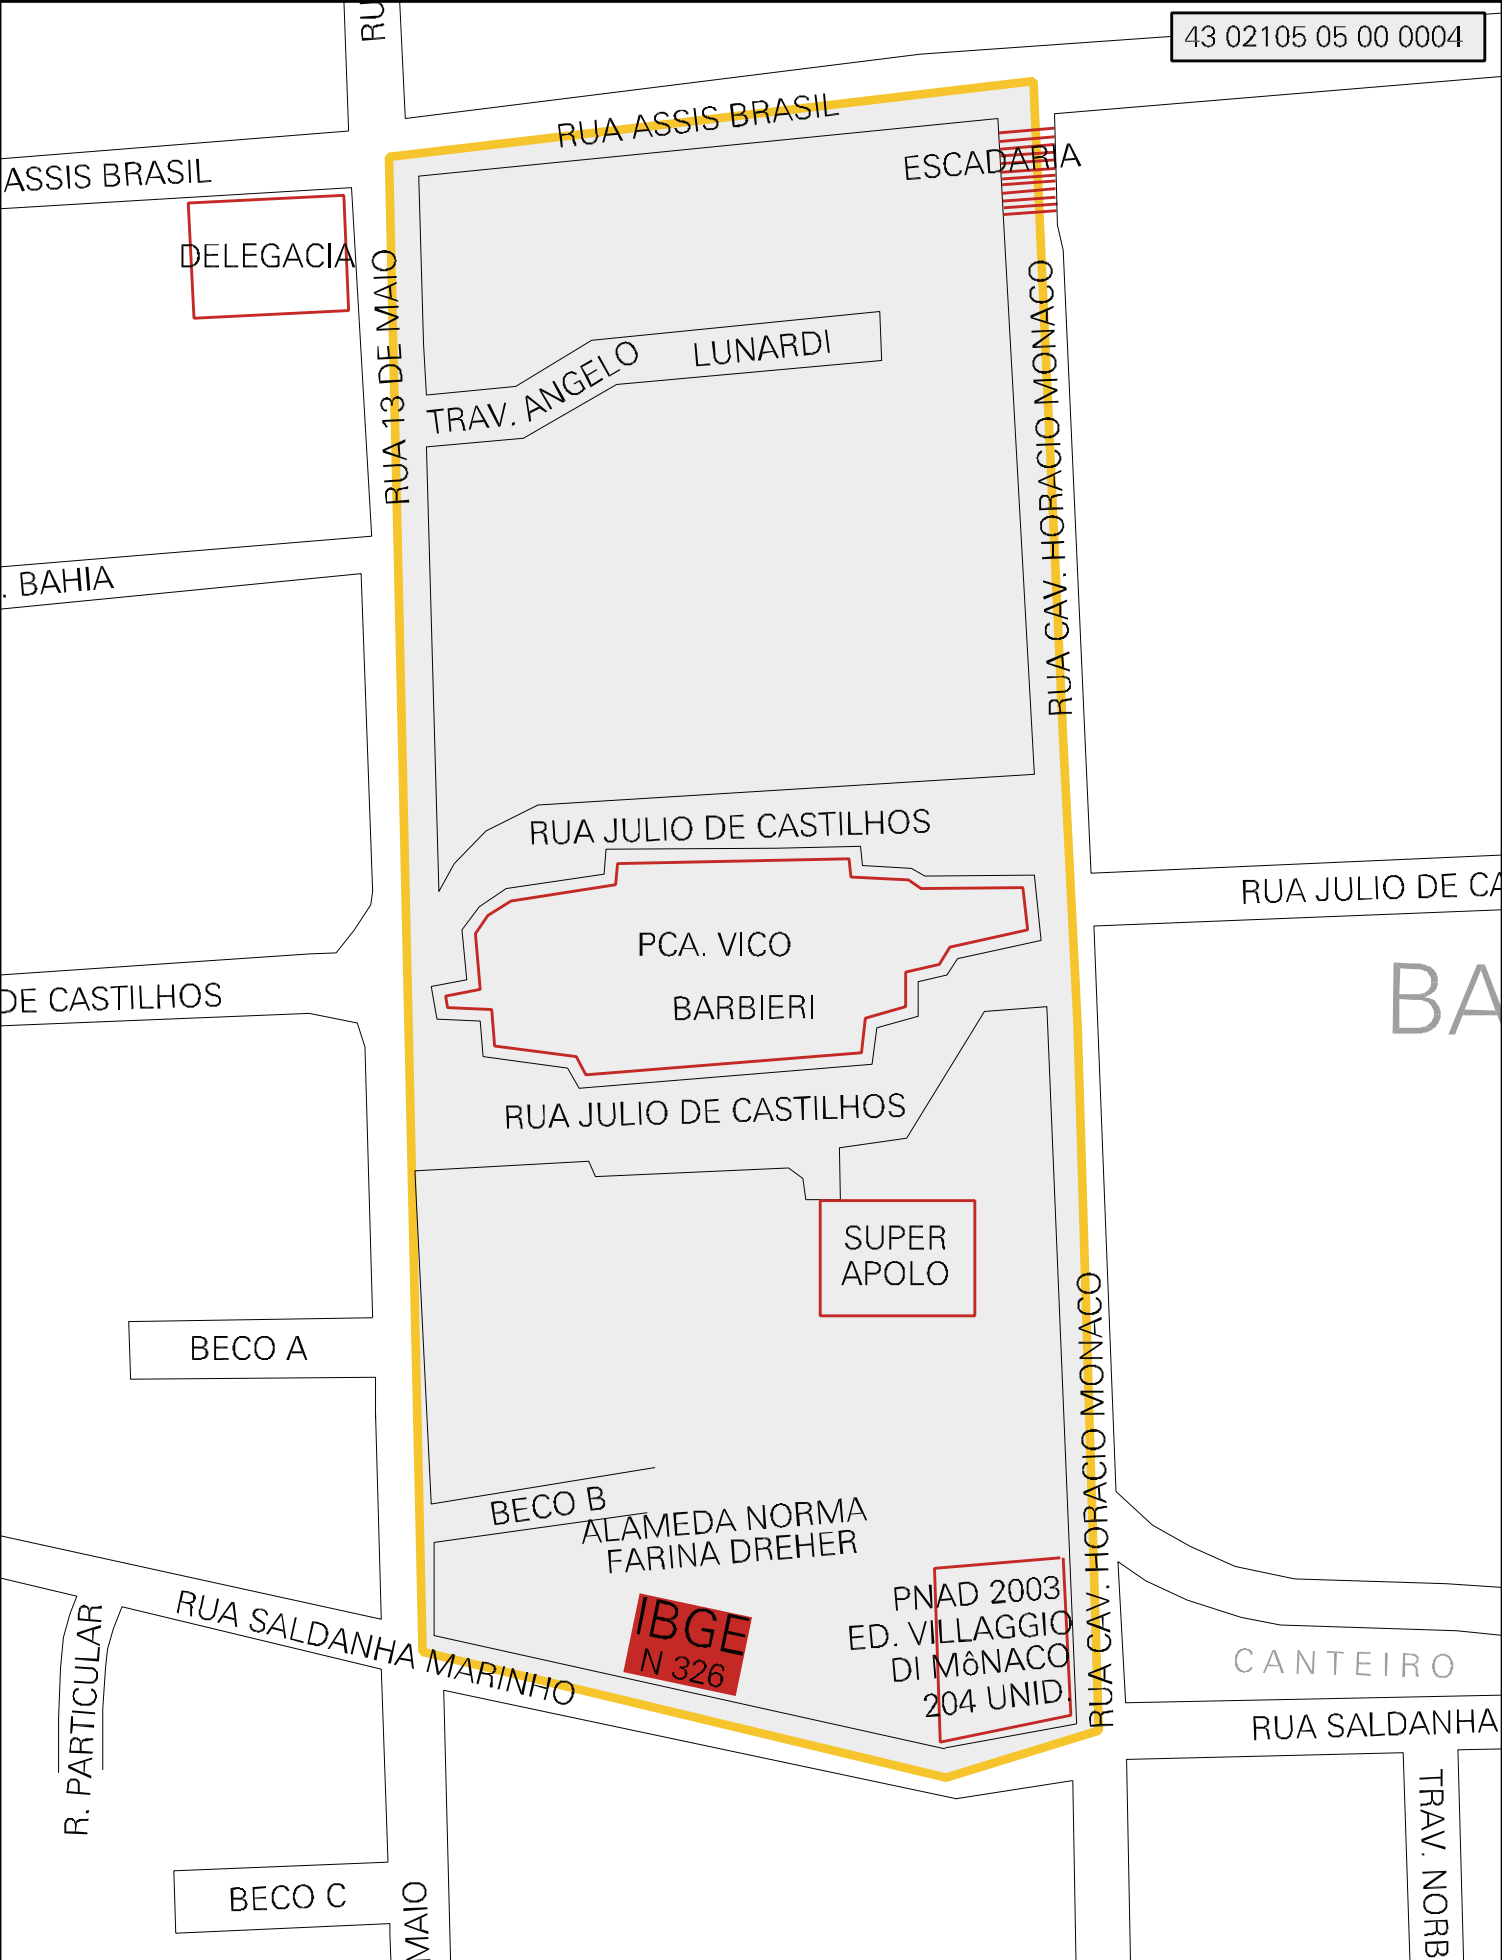 RU
43 02105 05 00 0004
RUA ASSIS BRASIL
ASSIS BRASIL
ESCADARIA
DELEGACIA
RUA 13 DE MAIO
RUA CAV. HORACIO MONACO
TRAV. ANGELO LUNARDI
. BAHIA
RUA JULIO DE CASTILHOS
RUA JULIO DE CA
PCA. VICO
BARBIERI
DE CASTILHOS
BA
RUA JULIO DE CASTILHOS
SUPER
APOLO
BECO A
RUA CAV. HORACIO MONACO
BECO B
ALAMEDA NORMA
FARINA DREHER
IBGE
N 326
PNAD 2003
ED. VILLAGGIO
DI MôNACO
204 UNID.
RUA SALDANHA MARINHO
R. PARTICULAR
CANTEIRO
RUA SALDANHA
TRAV. NORB
BECO C
MAIO